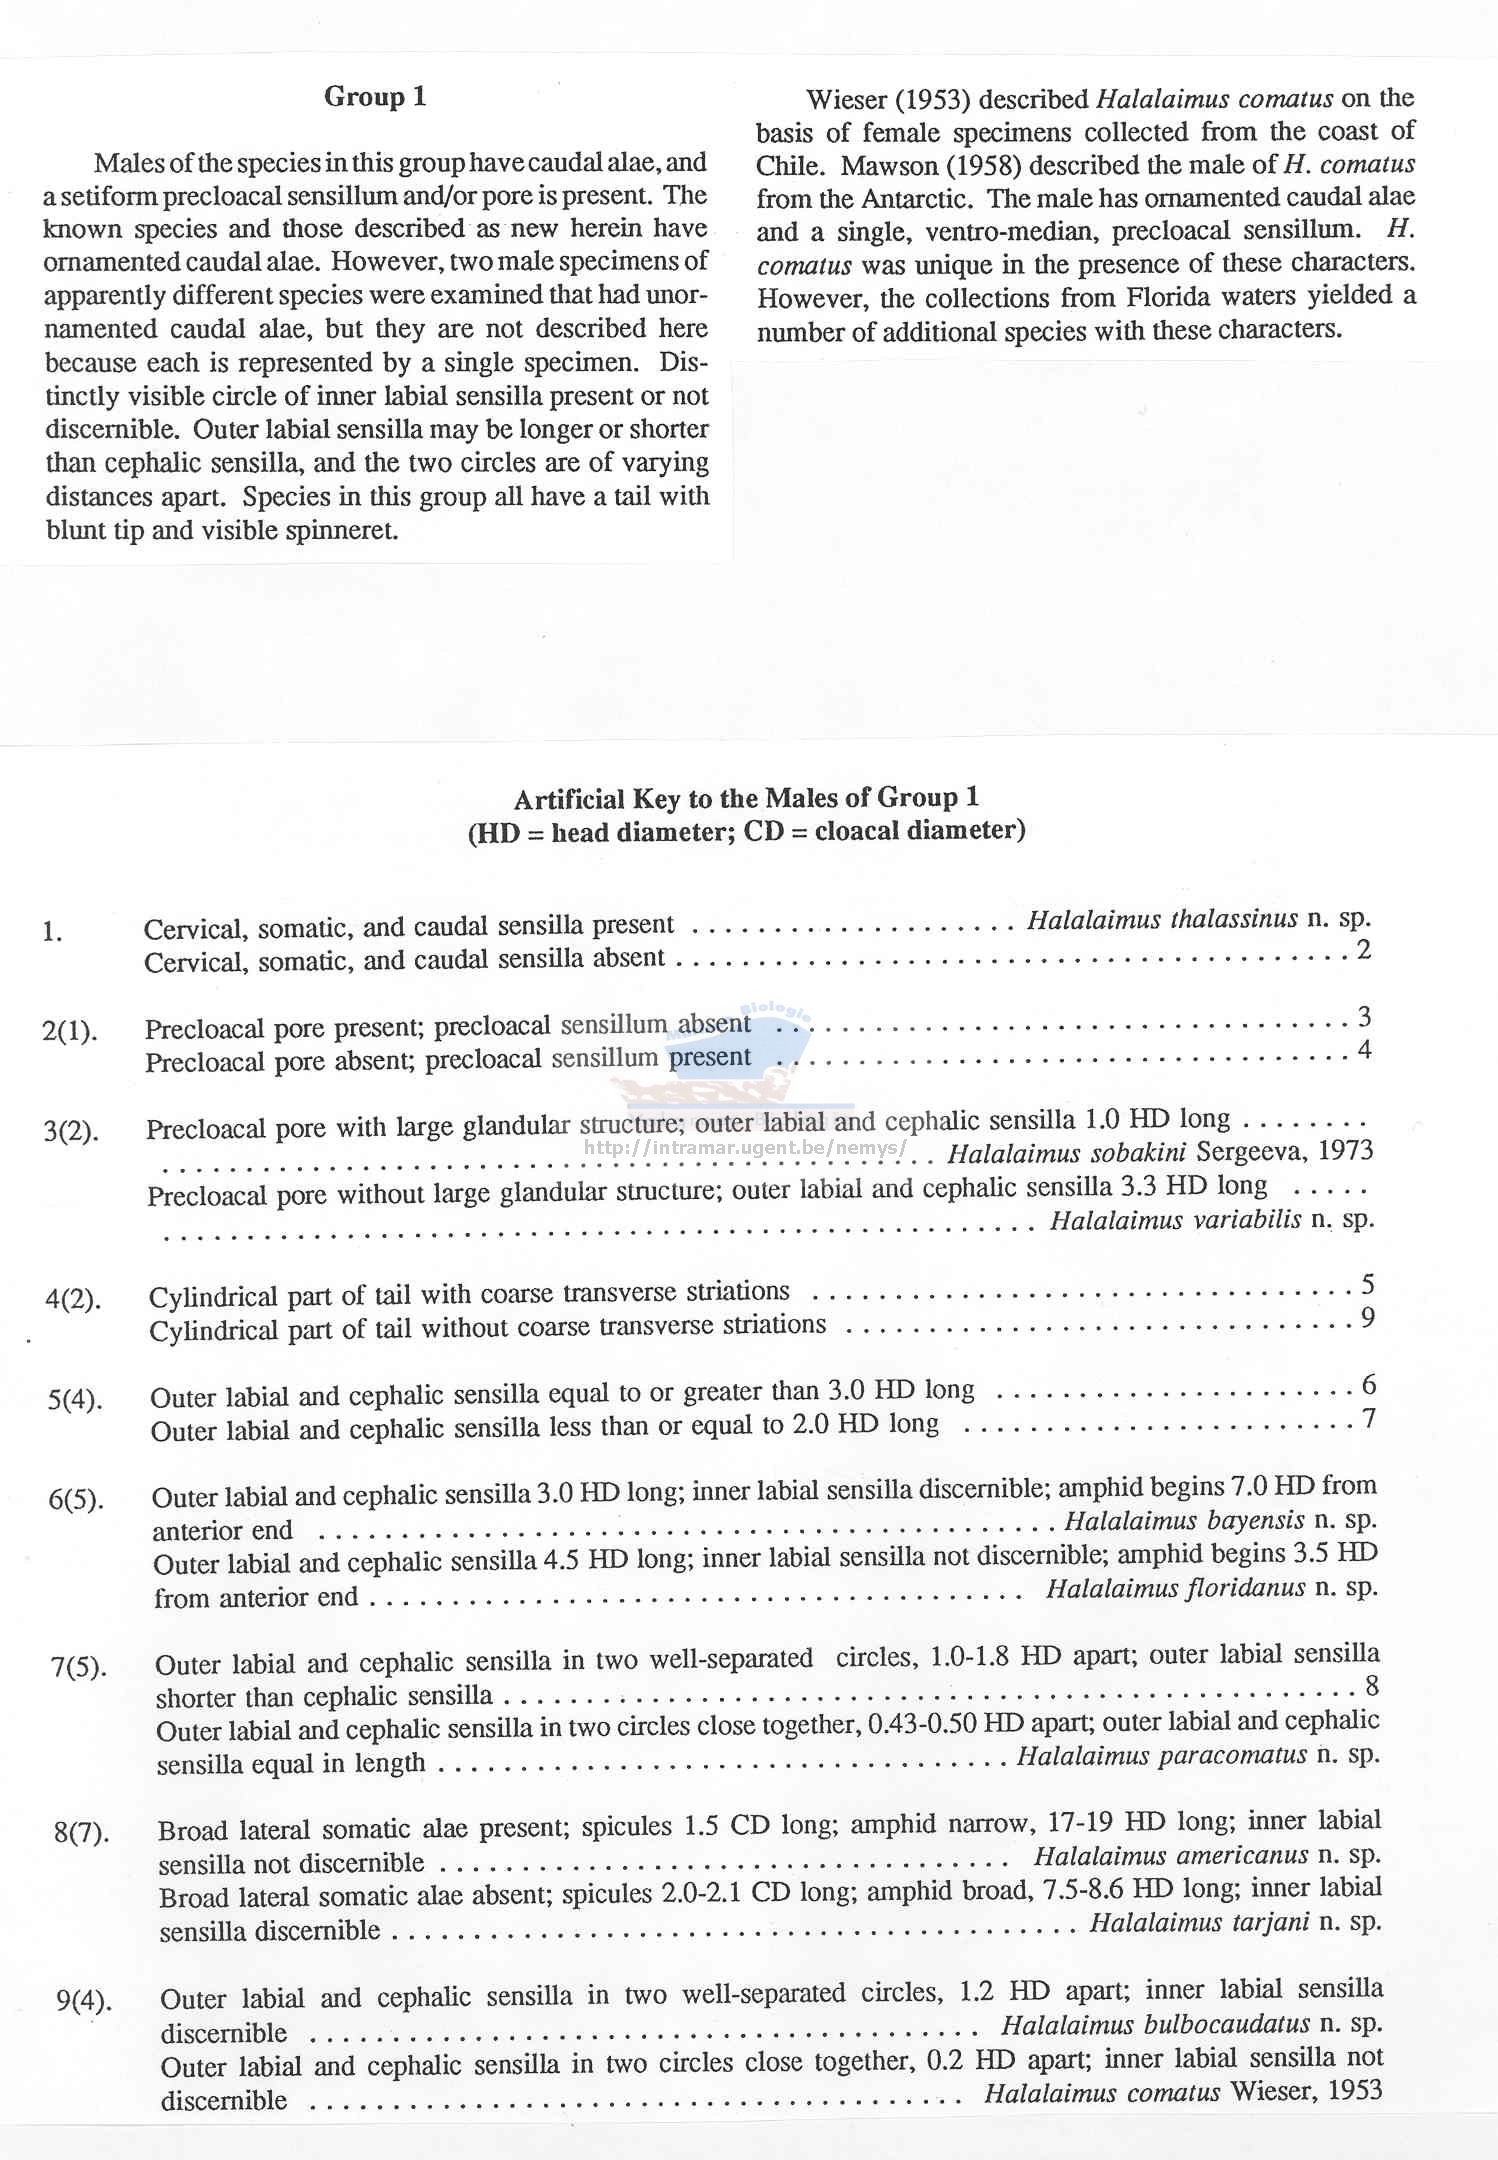 Group 1
Males of the species in this group have caudal alae, and
a setiform precloacal sensillum and/or pore is present. The
known species and those described as new herein have
ornamented caudal alae. However, two male specimens of
apparently different species were examined that had unor-
namented caudal alae, but they are not described here
because each is represented by a single specimen. Dis-
tinctly visible circle of inner labial sensilla present or not
discernible. Outer labial sensilla may be longer or shorter
than cephalic sensilla, and the two circles are of varying
distances apart. Species in this group all have a tail with
blunt tip and visible spinneret.
Wieser (1953) described Halalaimus comatus on the
basis of female specimens collected from the coast of
Chile. Mawson (1958) described the male of H. comatus
from the Antarctic. The male has ornamented caudal alae
and a single, ventro-median, precloacal sensillum. H.
comatus was unique in the presence of these characters.
However, the collections from Florida waters yielded a
number of additional species with these characters.
Artificial Key to the Males of Group 1
(HD = head diameter; CD = cloacal diameter)
1. Cervical, somatic, and caudal sensilla present . . . . . . . . . . . . . . . . . . . . Halalaimus thalassinus n. sp.
Cervical, somatic, and caudal sensilla absent . . . . . . . . . . . . . . . . . . . . . . . . . . . . . . . . . . . . . . . . . 2
2(1). Precloacal pore present; precloacal sensillum absent . . . . . . . . . . . . . . . . . . . . . . . . . . . . . . . . . . . 3
Precloacal pore absent; precloacal sensillum present . . . . . . . . . . . . . . . . . . . . . . . . . . . . . . . . . . . 4
3(2). Precloacal pore with large glandular structure; outer labial and cephalic sensilla 1.0 HD long . . . . . . . .
http://intramar.ugent.be/nemys/
. . . . . . . . . . . . . . . . . . . . . . . . . . . . . . . . . . . . . . . . . . . . . . . Halalaimus sobakini Sergeeva, 1973
Precloacal pore without large glandular structure; outer labial and cephalic sensilla 3.3 HD long . . . . .
. . . . . . . . . . . . . . . . . . . . . . . . . . . . . . . . . . . . . . . . . . . . . . . . . . . . . Halalaimus variabilis n. sp.
4(2). Cylindrical part of tail with coarse transverse striations . . . . . . . . . . . . . . . . . . . . . . . . . . . . . . . . . 5
Cylindrical part of tail without coarse transverse striations . . . . . . . . . . . . . . . . . . . . . . . . . . . . . . . 9
5(4). Outer labial and cephalic sensilla equal to or greater than 3.0 HD long . . . . . . . . . . . . . . . . . . . . . . 6
Outer labial and cephalic sensilla less than or equal to 2.0 HD long . . . . . . . . . . . . . . . . . . . . . . . . 7
6(5). Outer labial and cephalic sensilla 3.0 HD long; inner labial sensilla discernible; amphid begins 7.0 HD from
anterior end . . . . . . . . . . . . . . . . . . . . . . . . . . . . . . . . . . . . . . . . . . . . . Halalaimus bayensis n. sp.
Outer labial and cephalic sensilla 4.5 HD long; inner labial sensilla not discernible; amphid begins 3.5 HD
from anterior end . . . . . . . . . . . . . . . . . . . . . . . . . . . . . . . . . . . . . . . . Halalaimus floridanus n. sp.
7(5). Outer labial and cephalic sensilla in two well-separated circles, 1.0-1.8 HD apart; outer labial sensilla
shorter than cephalic sensilla . . . . . . . . . . . . . . . . . . . . . . . . . . . . . . . . . . . . . . . . . . . . . . . . . . . . 8
Outer labial and cephalic sensilla in two circles close together, 0.43-0.50 HD apart; outer labial and cephalic
sensilla equal in length . . . . . . . . . . . . . . . . . . . . . . . . . . . . . . . . . . . Halalaimus paracomatus n. sp.
8(7). Broad lateral somatic alae present; spicules 1.5 CD long; amphid narrow, 17-19 HD long; inner labial
sensilla not discernible . . . . . . . . . . . . . . . . . . . . . . . . . . . . . . . . . . . Halalaimus americanus n. sp.
Broad lateral somatic alae absent; spicules 2.0-2.1 CD long; amphid broad, 7.5-8.6 HD long; inner labial
sensilla discernible . . . . . . . . . . . . . . . . . . . . . . . . . . . . . . . . . . . . . . . . . . Halalaimus tarjani n. sp.
9(4). Outer labial and cephalic sensilla in two well-separated circles, 1.2 HD apart; inner labial sensilla
discernible . . . . . . . . . . . . . . . . . . . . . . . . . . . . . . . . . . . . . . . . . Halalaimus bulbocaudatus n. sp.
Outer labial and cephalic sensilla in two circles close together, 0.2 HD apart; inner labial sensilla not
discernible . . . . . . . . . . . . . . . . . . . . . . . . . . . . . . . . . . . . . . . . Halalaimus comatus Wieser, 1953